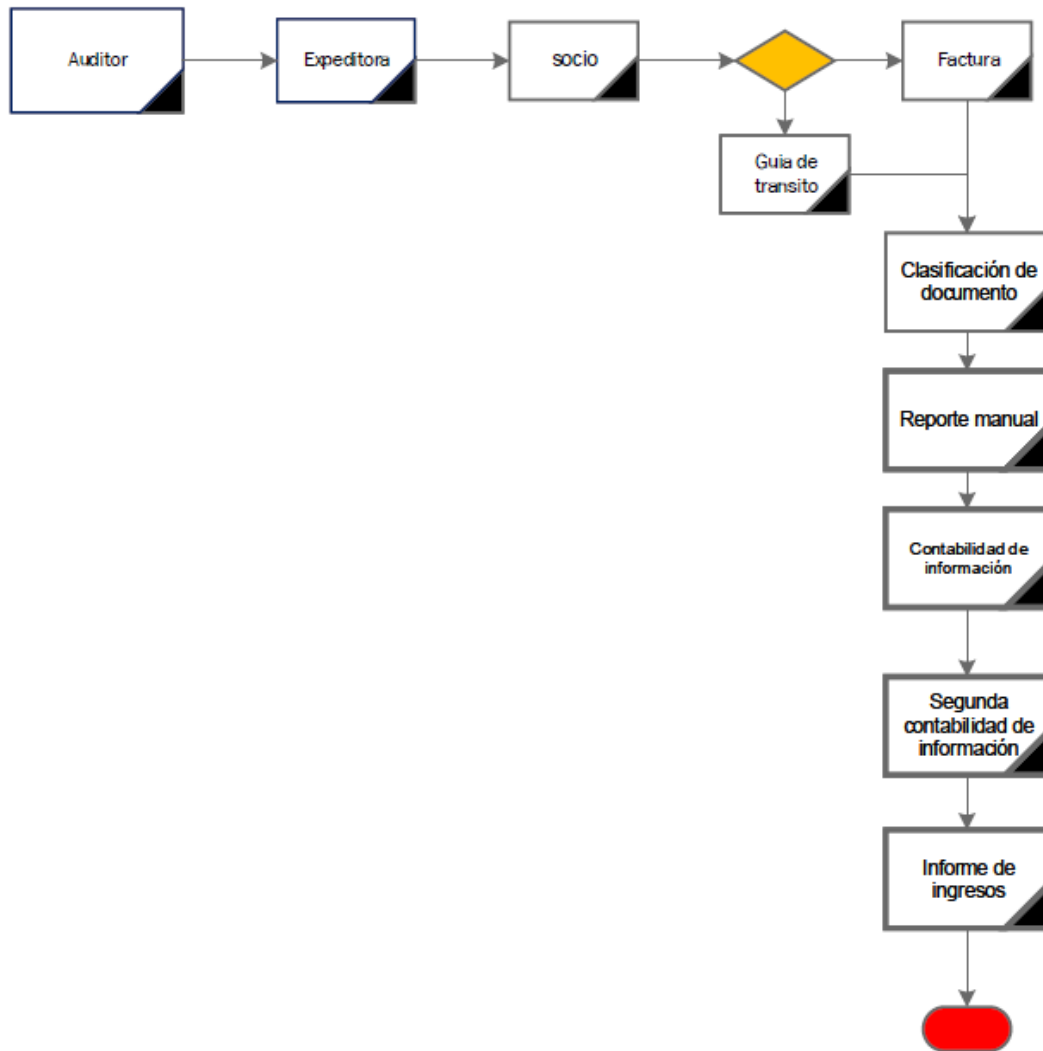 Auditor
Expeditora
socio
Factura
Guia de
transito
Clasificación de
documento
Reporte manual
Contabilidad de
información
Segunda
contabilidad de
información
Informe de
ingresos